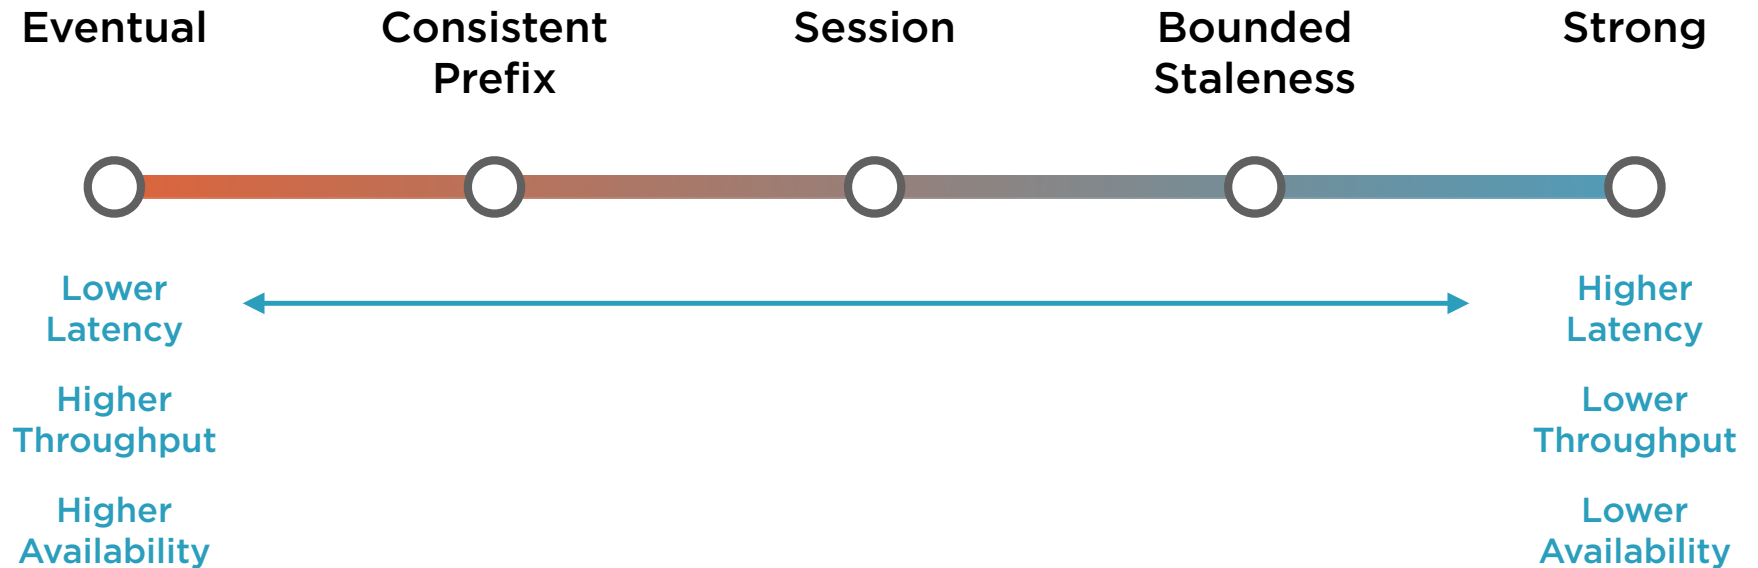 Eventual
Consistent
Prefix
Session
Bounded
Staleness
Strong
Lower
Latency
Higher
Latency
Higher
Throughput
Lower
Throughput
Higher
Availability
Lower
Availability